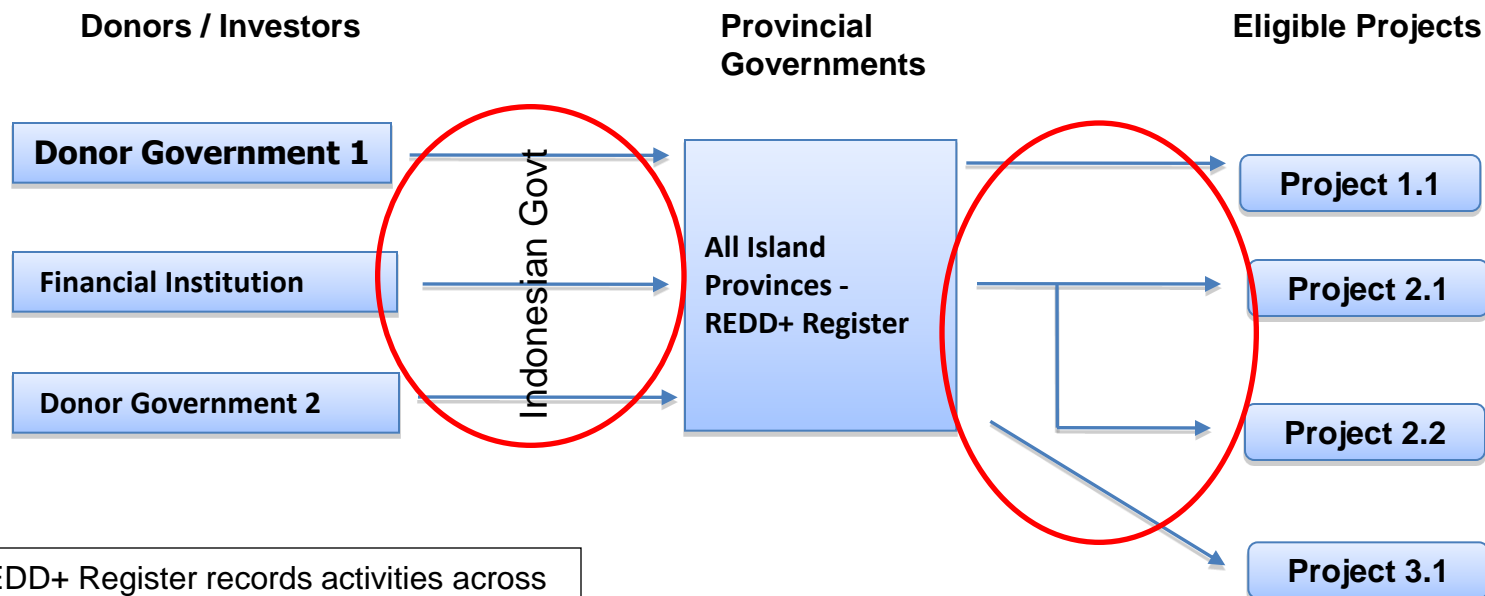 Donors / Investors
Provincial
Governments
Eligible Projects
Donor Government 1
Financial Institution
Donor Government 2
Indonesian Govt
All Island
Provinces -
REDD+ Register
Project 1.1
Project 2.1
Project 2.2
Project 3.1
EDD+ Register records activities across